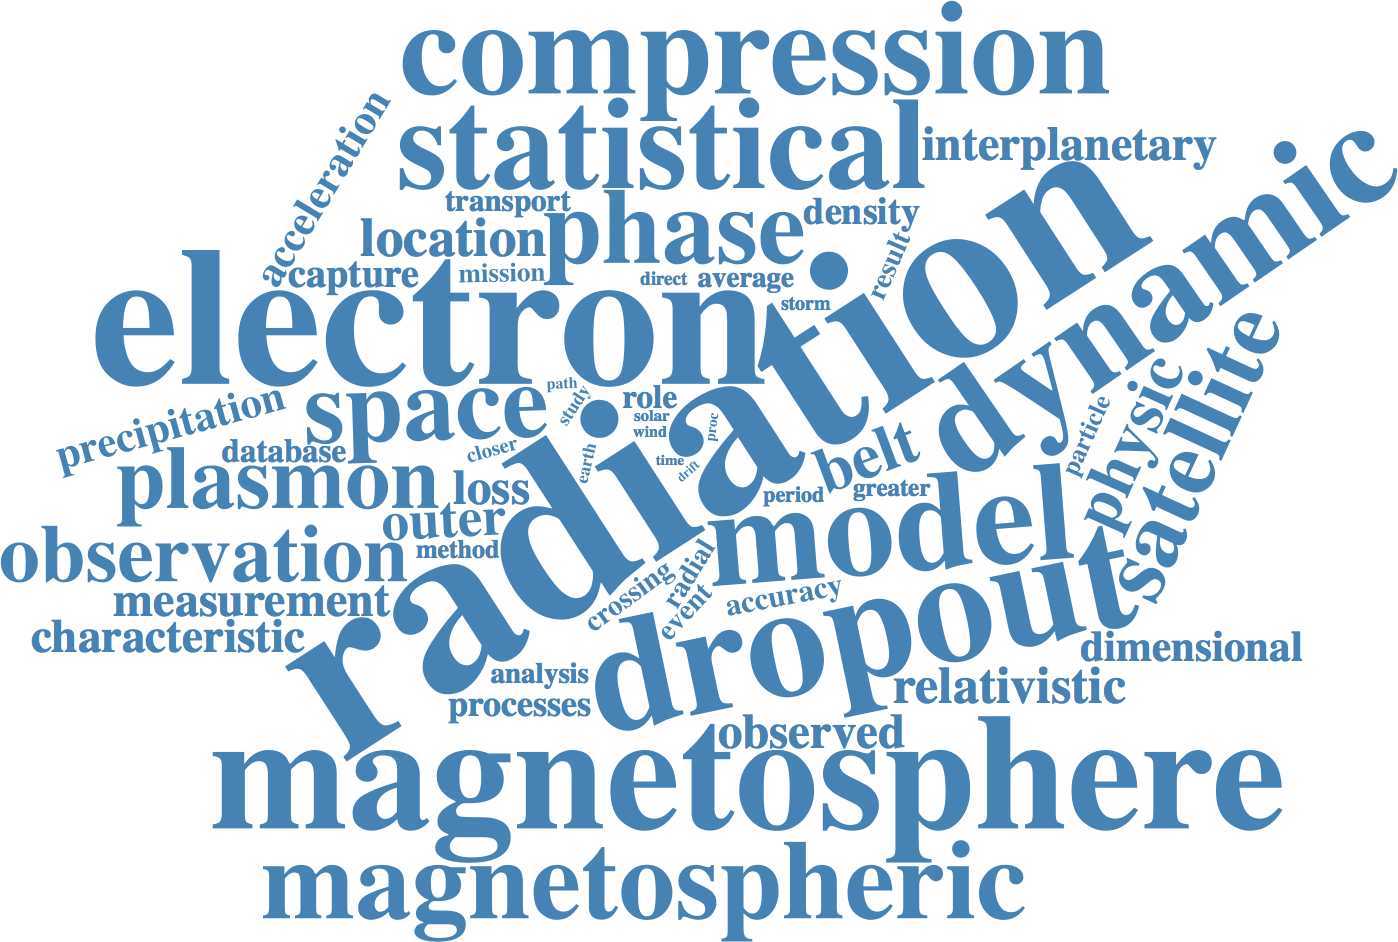 compression
acceleration
statistical
interplanetary
dynamic
transport
phase
density
location
radiation
result
capture
mission
direct
average
electron
storm
satellite
physic
path
study
role
space
precipitation
solar
wind
proc
particle
database
closer
earth
time
drift
belt
plasmon
loss
period
greater
model
outer
observation
method
radial
crossing
event
accuracy
dropout
measurement
characteristic
dimensional
analysis
relativistic
processes
observed
magnetosphere
magnetospheric